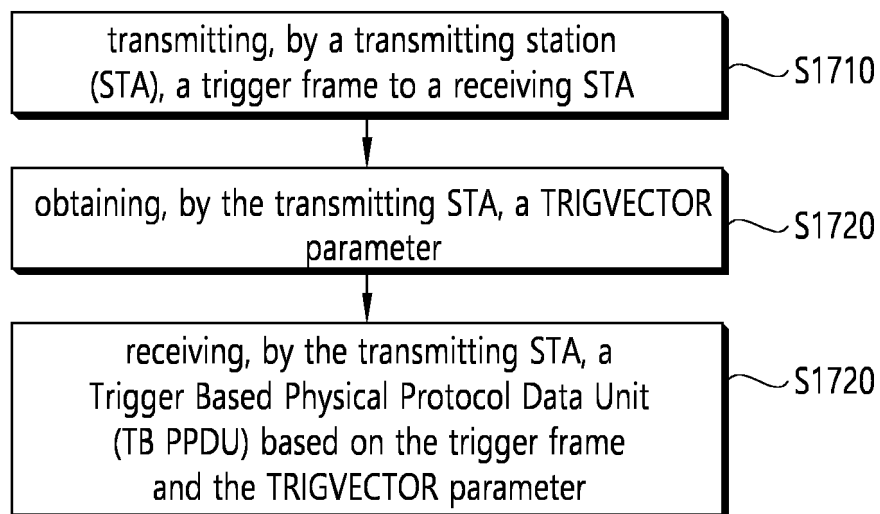 transmitting, by a transmitting station
(STA), a trigger frame to a receiving STA
S1710
obtaining, by the transmitting STA, a TRIGVECTOR
parameter
S1720
receiving, by the transmitting STA, a
Trigger Based Physical Protocol Data Unit
(TB PPDU) based on the trigger frame
and the TRIGVECTOR parameter
S1720